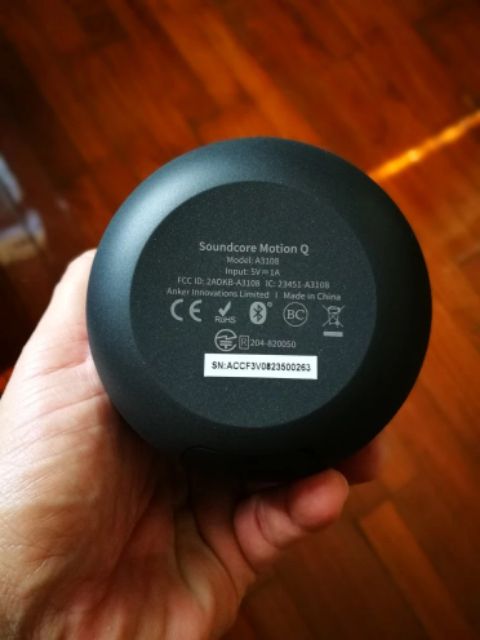 Soundcore Motion Q
Model: A3108
Input: 5V⎓1A
FCC ID: 2AOKB-A3108 IC: 23451-A3108
Anker Innovations Limited | Made in China
CE RoHS BC
R 204-820050
SN:ACCF3V0823500263